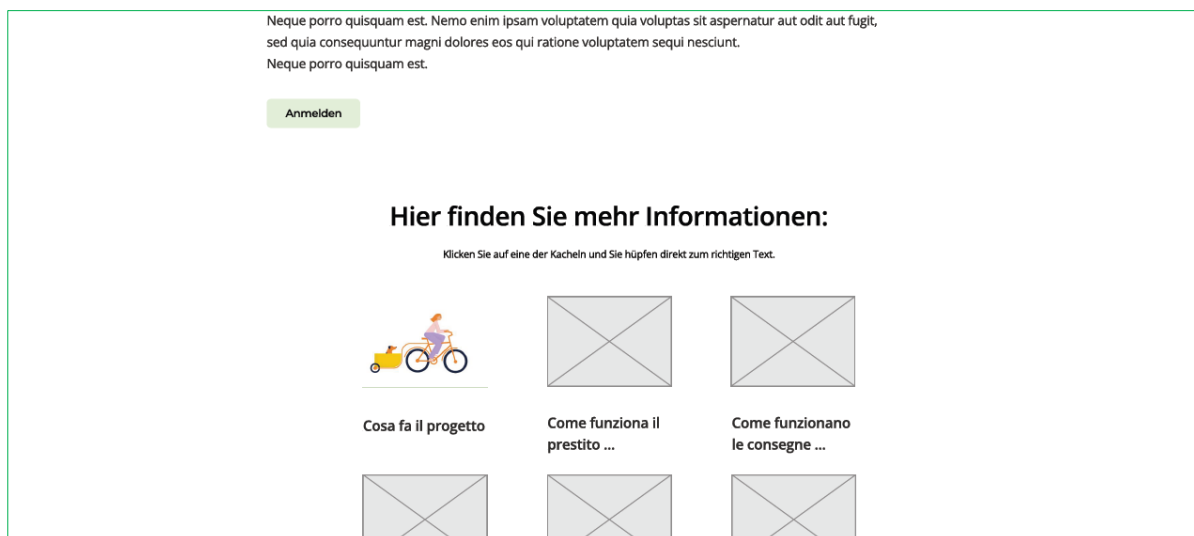 Neque porro quisquam est. Nemo enim ipsam voluptatem quia voluptas sit aspernatur aut odit aut fugit,
sed quia consequuntur magni dolores eos qui ratione voluptatem sequi nesciunt.
Neque porro quisquam est.
Anmelden
Hier finden Sie mehr Informationen:
Klicken Sie auf eine der Kacheln und Sie hüpfen direkt zum richtigen Text.
Cosa fa il progetto
Come funziona il
prestito ...
Come funzionano
le consegne ...